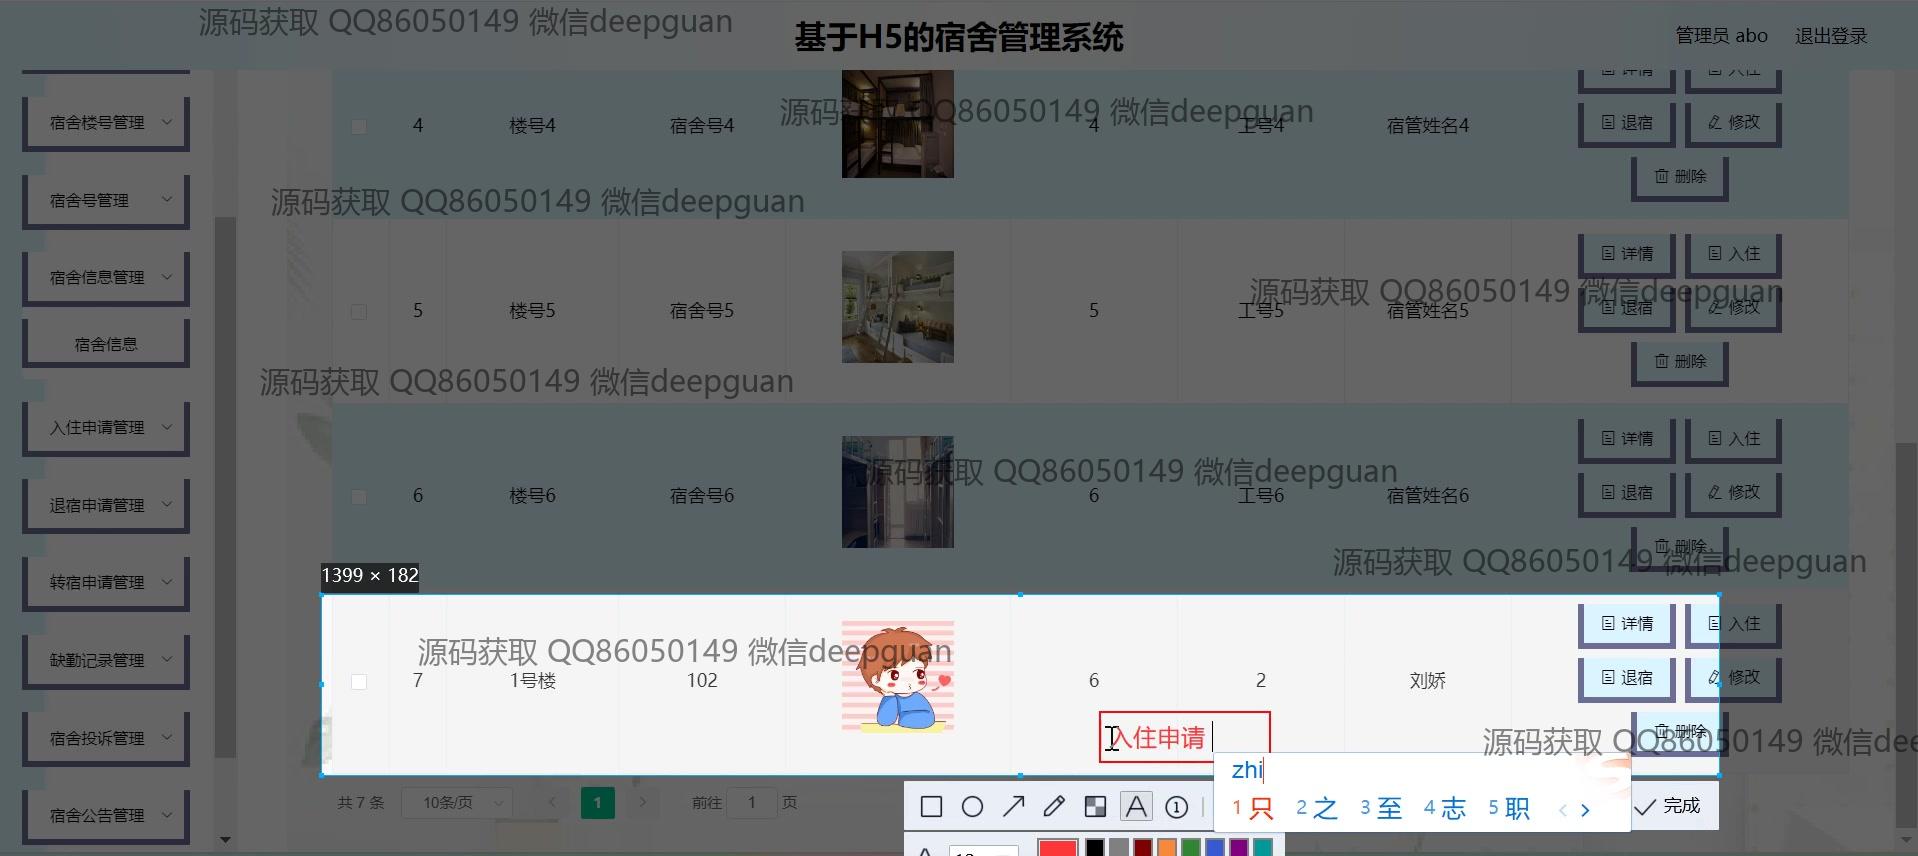 源码获取 QQ86050149 微信deepguan
基于H5的宿舍管理系统
管理员 abo 退出登录
宿舍楼号管理
宿舍号管理
宿舍信息管理
宿舍信息
入住申请管理
退宿申请管理
转宿申请管理
缺勤记录管理
宿舍投诉管理
宿舍公告管理
详情 入住
源码获取 QQ86050149 微信deepguan
4 楼号4 宿舍号4 4 工号4 宿管姓名4 退宿 修改
删除
源码获取 QQ86050149 微信deepguan
详情 入住
源码获取 QQ86050149 微信deepguan
5 楼号5 宿舍号5 5 工号5 宿管姓名5 退宿 修改
删除
源码获取 QQ86050149 微信deepguan
详情 入住
源码获取 QQ86050149 微信deepguan
6 楼号6 宿舍号6 6 工号6 宿管姓名6 退宿 修改
删除
源码获取 QQ86050149 微信deepguan
1399 × 182
详情 入住
源码获取 QQ86050149 微信deepguan
7 1号楼 102 6 2 刘娇 退宿 修改
删除
源码获取 QQ86050149 微信deepgue
入住申请
zhi
1 只 2 之 3 至 4 志 5 职
完成
共 7 条 10条/页 1 前往 1 页